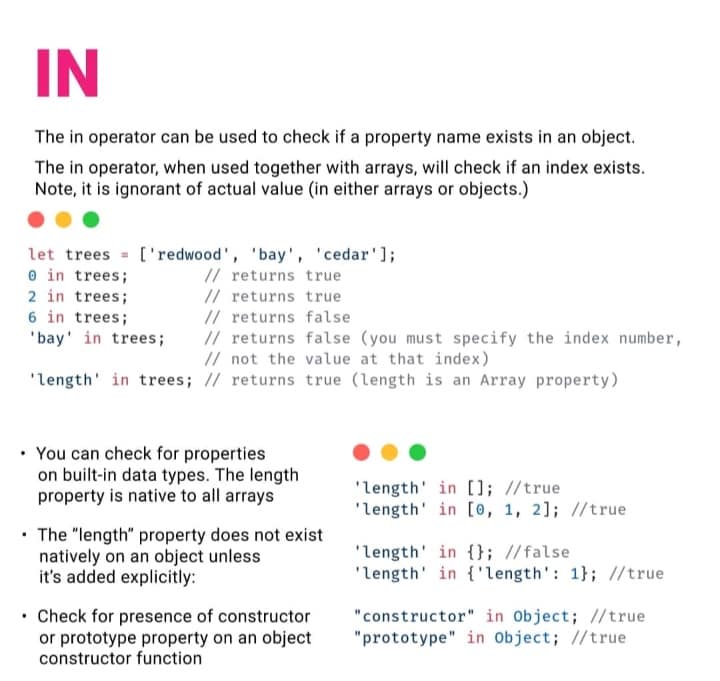 IN
The in operator can be used to check if a property name exists in an object.
The in operator, when used together with arrays, will check if an index exists.
Note, it is ignorant of actual value (in either arrays or objects.)
let trees = ['redwood', 'bay', 'cedar'];
0 in trees; // returns true
2 in trees; // returns true
6 in trees; // returns false
'bay' in trees; // returns false (you must specify the index number,
// not the value at that index)
'length' in trees; // returns true (length is an Array property)
• You can check for properties
on built-in data types. The length
property is native to all arrays
• The "length" property does not exist
natively on an object unless
it's added explicitly:
• Check for presence of constructor
or prototype property on an object
constructor function
'length' in []; //true
'length' in [0, 1, 2]; //true
'length' in {}; //false
'length' in {'length': 1}; //true
"constructor" in Object; //true
"prototype" in Object; //true